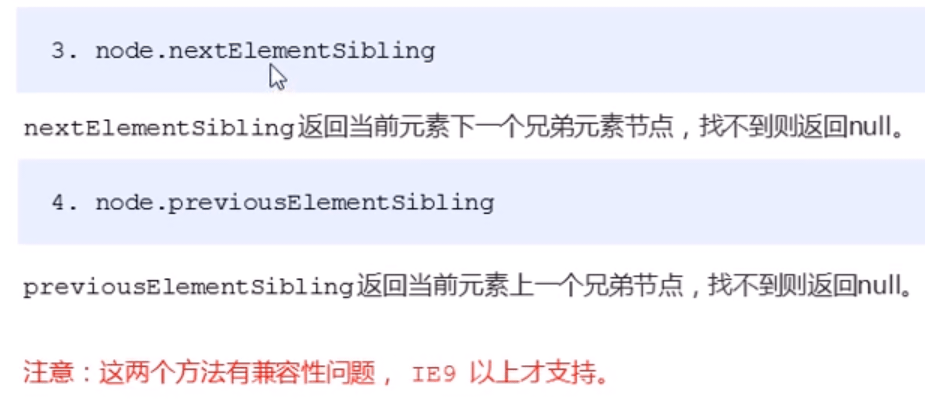 3. node.nextElementSibling
nextElementSibling返回当前元素下一个兄弟元素节点，找不到则返回null。
4. node.previousElementSibling
previousElementSibling返回当前元素上一个兄弟节点，找不到则返回null。
注意：这两个方法有兼容性问题， IE9 以上才支持。